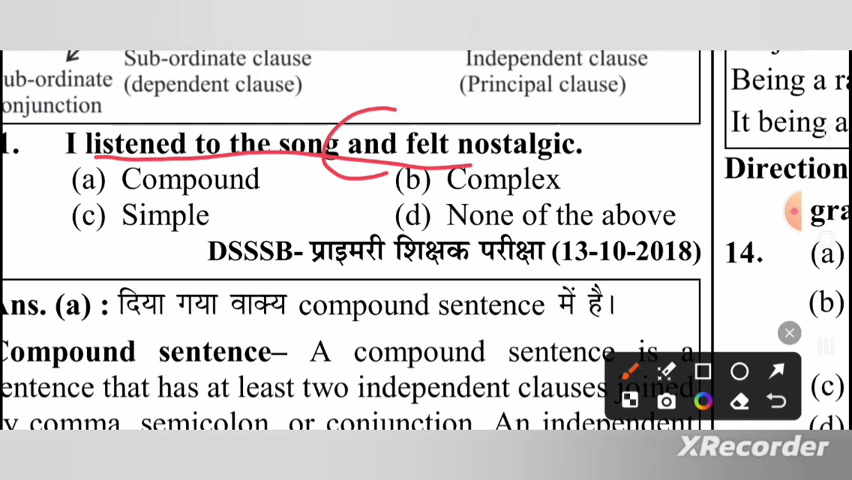 Sub-ordinate clause
(dependent clause)
Independent clause
(Principal clause)
ub-ordinate
onjunction
1. I listened to the song and felt nostalgic.
(a) Compound (b) Complex
(c) Simple (d) None of the above
DSSSB- प्राइमरी शिक्षक परीक्षा (13-10-2018)
Ans. (a) : दिया गया वाक्य compound sentence में है।
Compound sentence– A compound sentence is a
entence that has at least two independent clauses joined
y comma, semicolon, or conjunction. An independent
Being a
It being a
Direction
gra
14. (a)
(b)
(c)
(d)
XRecorder